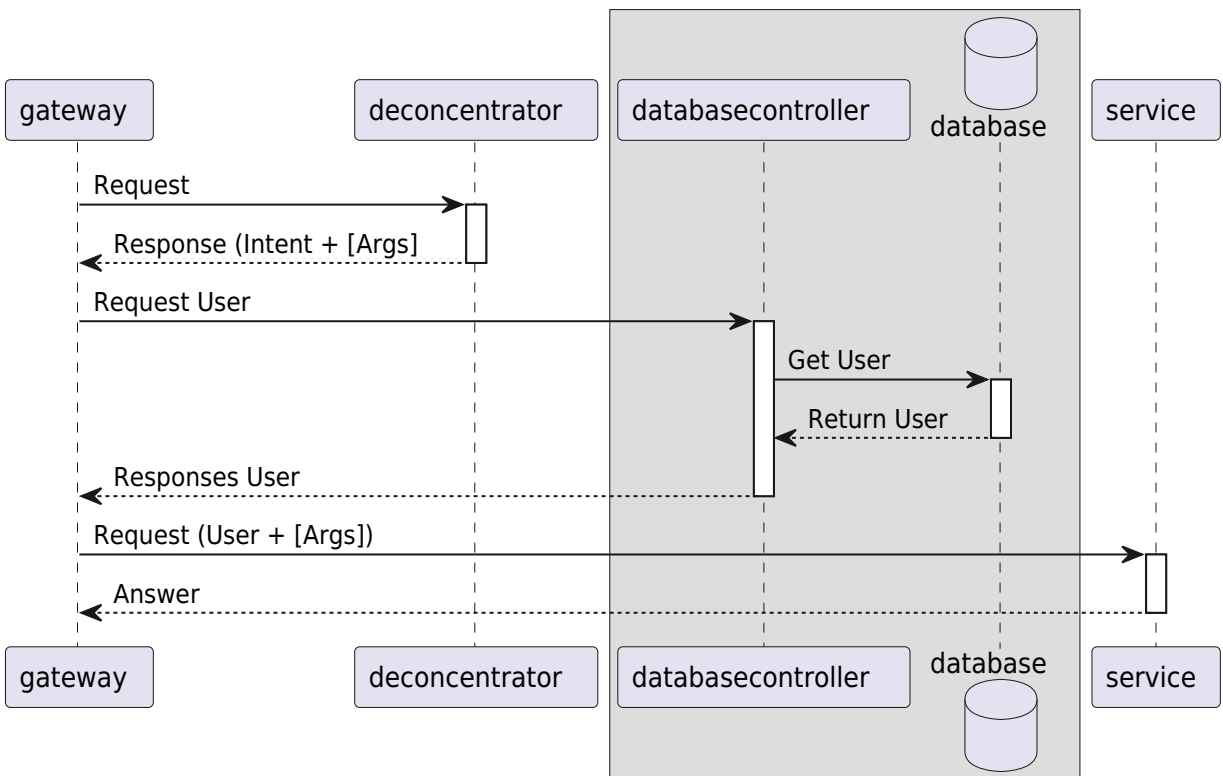 database
gateway
deconcentrator
databasecontroller
service
Request
Response (Intent + [Args]
Request User
Get User
Return User
Responses User
Request (User + [Args])
Answer
gateway
deconcentrator
databasecontroller
database
service